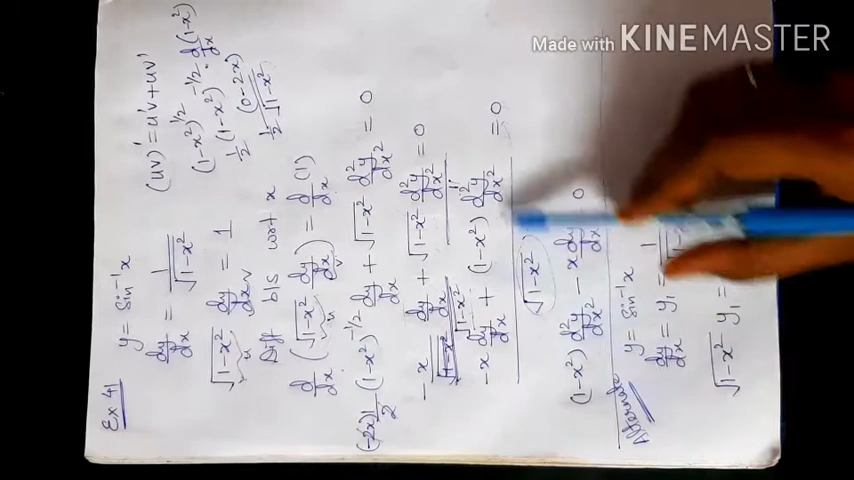 Made with KINEMASTER
Ex 41
y = sin⁻¹ x
dy/dx = 1/√(1-x²)
√(1-x²) dy/dx = 1
u v
Diff b/s wrt x
d/dx (√(1-x²) dy/dx) = d/dx (1)
u v
(-2x) 1/2 (1-x²)^(-1/2) dy/dx + √(1-x²) d²y/dx² = 0
-x/√(1-x²) dy/dx + √(1-x²) d²y/dx² = 0
-x dy/dx + (1-x²) d²y/dx² = 0
√(1-x²)
(1-x²) d²y/dx² - x dy/dx 0
(uv)' = u'v + uv'
(1-x²)^(1/2)
1/2 (1-x²)^(-1/2) · d/dx (1-x²)
1/2 (0-2x)/√(1-x²)
Alternate
y = sin⁻¹ x
dy/dx = y₁ = 1/
√(1-x²) y₁ =